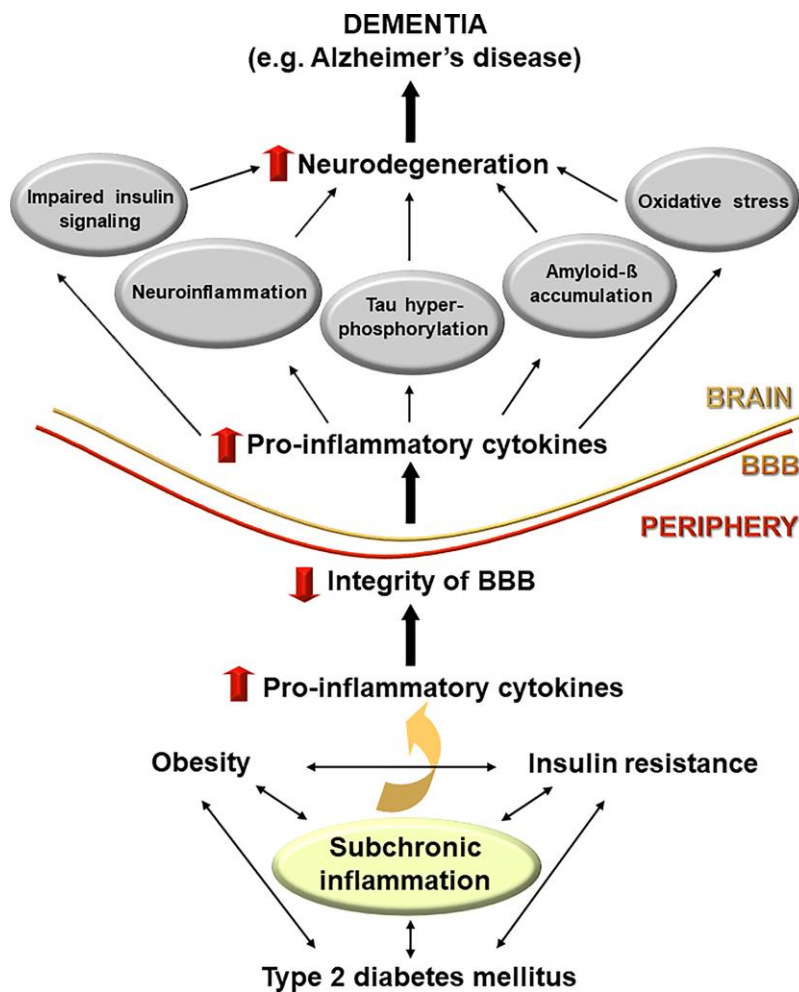 DEMENTIA
(e.g. Alzheimer's disease)
Neurodegeneration
Impaired insulin
signaling
Oxidative stress
Neuroinflammation
Tau hyper-
phosphorylation
Amyloid-ß
accumulation
BRAIN
Pro-inflammatory cytokines
BBB
PERIPHERY
Integrity of BBB
Pro-inflammatory cytokines
Obesity
Insulin resistance
Subchronic
inflammation
Type 2 diabetes mellitus